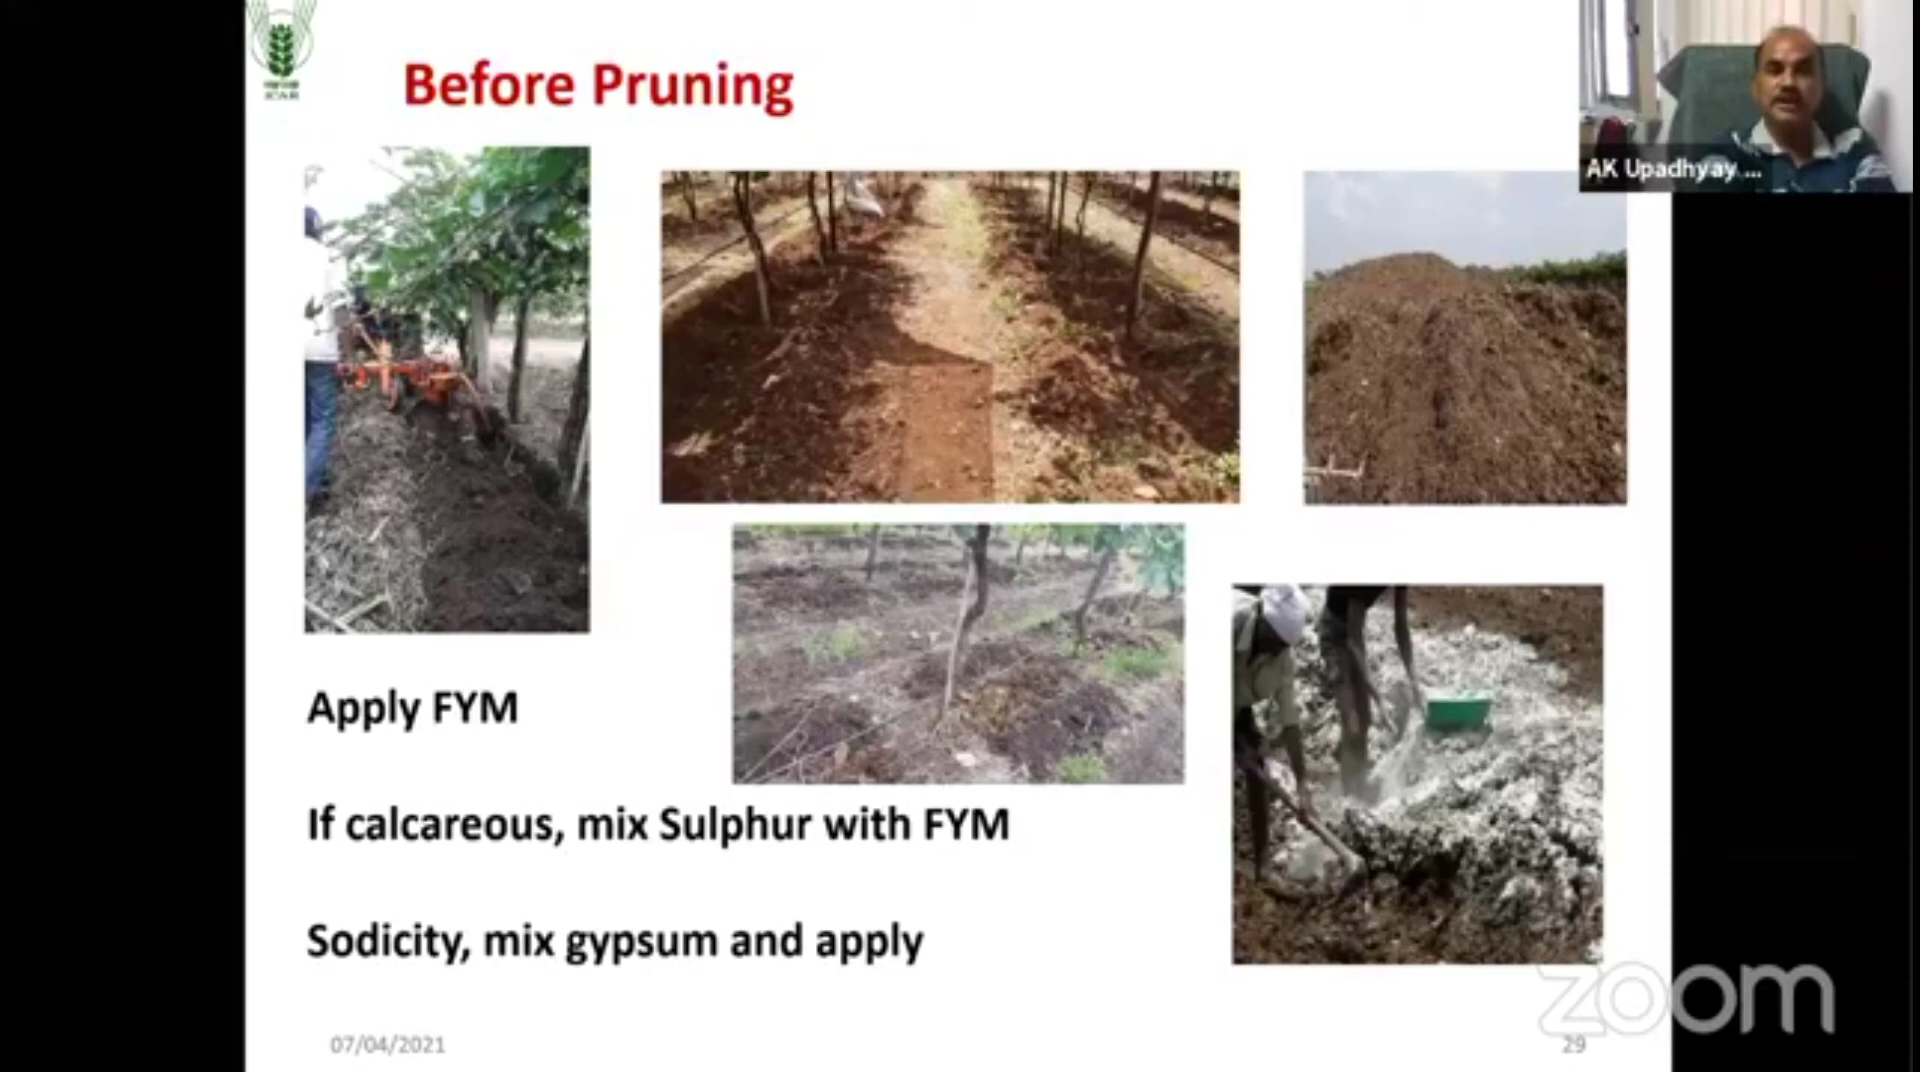 ICAR
Before Pruning
AK Upadhyay ...
Apply FYM
If calcareous, mix Sulphur with FYM
Sodicity, mix gypsum and apply
zoom
07/04/2021
29